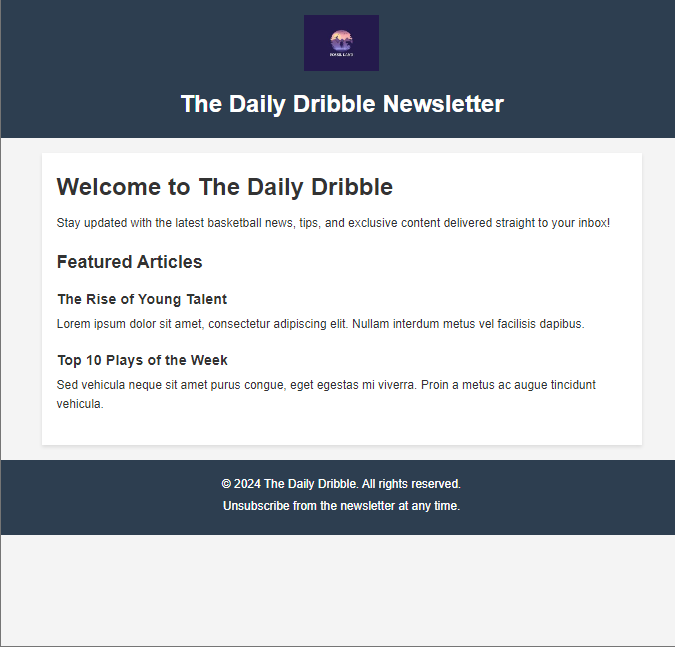 FOSSIL LAND
The Daily Dribble Newsletter
Welcome to The Daily Dribble
Stay updated with the latest basketball news, tips, and exclusive content delivered straight to your inbox!
Featured Articles
The Rise of Young Talent
Lorem ipsum dolor sit amet, consectetur adipiscing elit. Nullam interdum metus vel facilisis dapibus.
Top 10 Plays of the Week
Sed vehicula neque sit amet purus congue, eget egestas mi viverra. Proin a metus ac augue tincidunt
vehicula.
© 2024 The Daily Dribble. All rights reserved.
Unsubscribe from the newsletter at any time.